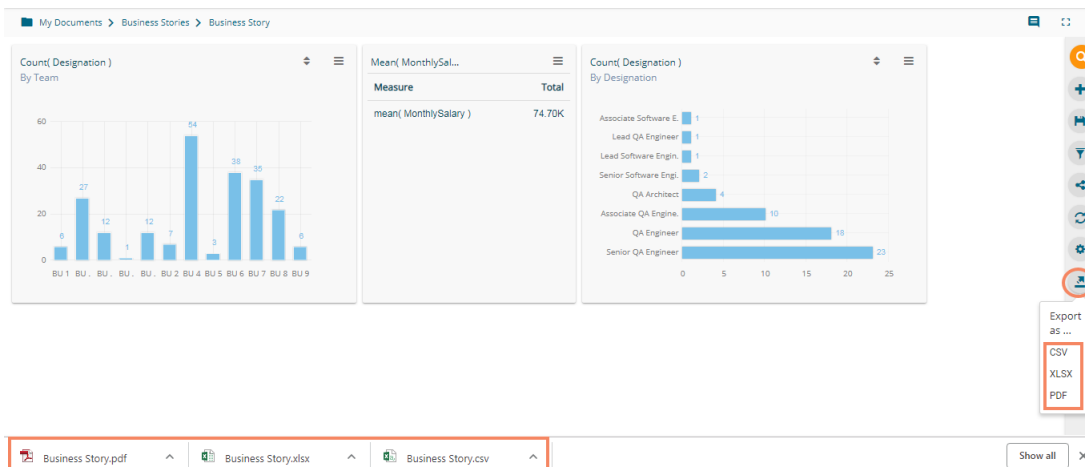 My Documents > Business Stories > Business Story
Count( Designation )
By Team
60
40
20
0
6
27
12
1
12
7
54
3
38
35
22
6
BU 1 BU . BU . BU . BU . BU 2 BU 4 BU 5 BU 6 BU 7 BU 8 BU 9
Mean( MonthlySal...
Measure Total
mean( MonthlySalary ) 74.70K
Count( Designation )
By Designation
Associate Software E. 1
Lead QA Engineer 1
Lead Software Engin. 1
Senior Software Engi. 2
QA Architect 4
Associate QA Engine. 10
QA Engineer 18
Senior QA Engineer 23
0 5 10 15 20 25
Export
as ...
CSV
XLSX
PDF
Business Story.pdf
Business Story.xlsx
Business Story.csv
Show all